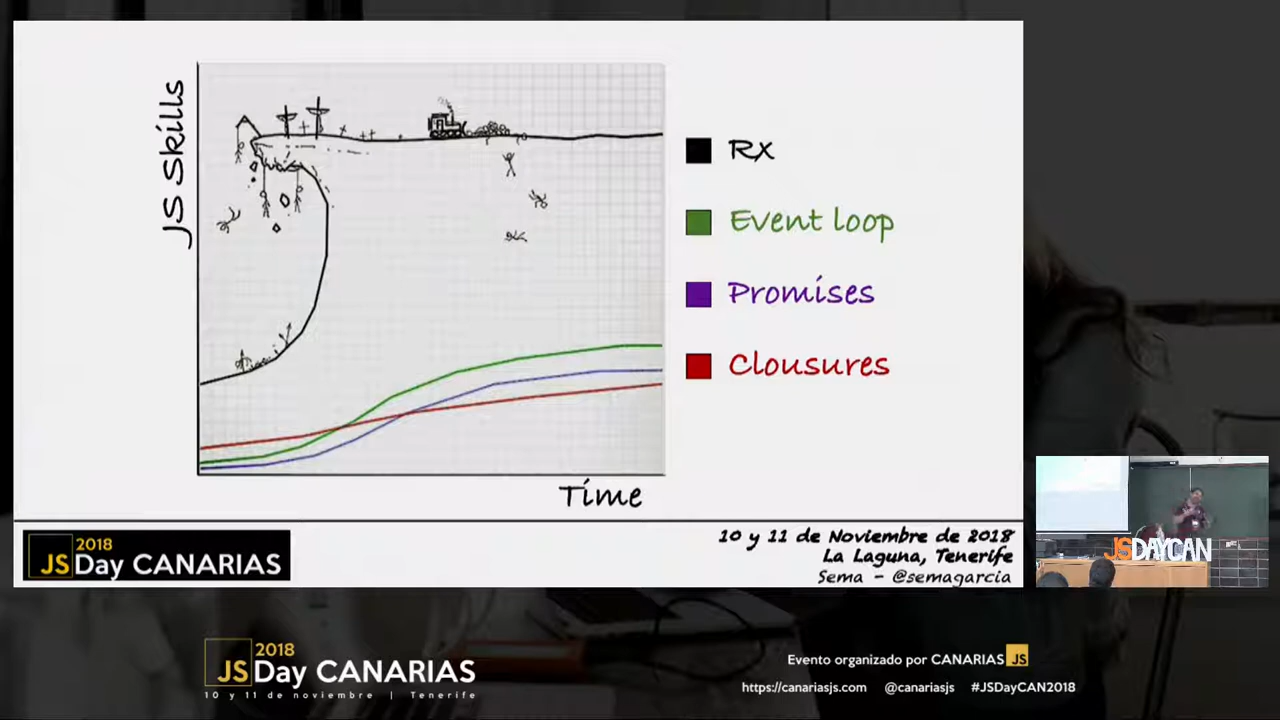 JS Skills
Rx
Event loop
Promises
Clousures
Time
2018
JS Day CANARIAS
10 y 11 de Noviembre de 2018
La Laguna, Tenerife
Sema - @semagarcia
JSDAYCAN
2018
JS Day CANARIAS
10 y 11 de noviembre | Tenerife
Evento organizado por CANARIAS JS
https://canariasjs.com @canariasjs #JSDayCAN2018